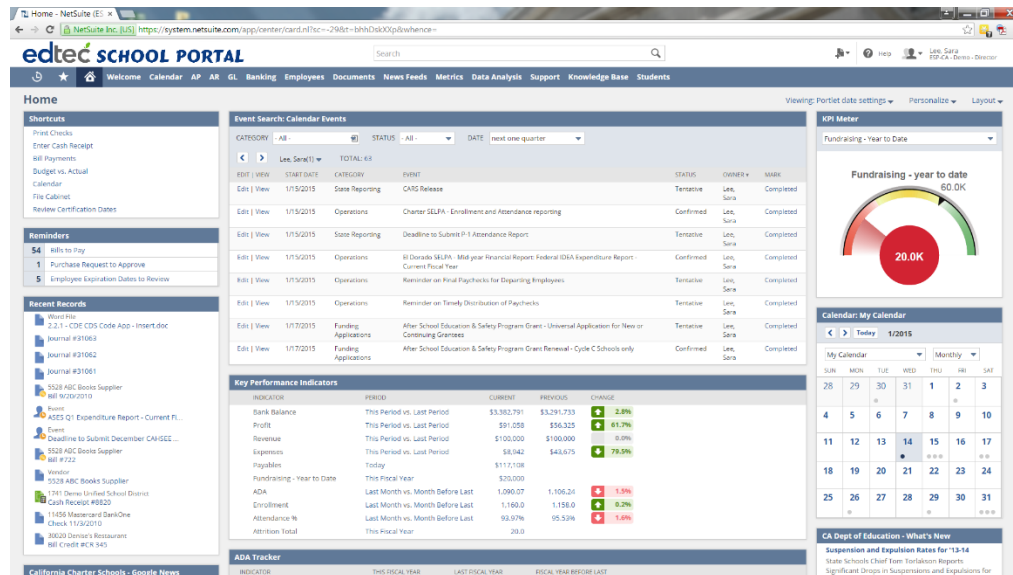 Home - NetSuite (ES
NetSuite Inc. [US] https://system.netsuite.com/app/center/card.nl?sc=-29&t=bhhDskXXp&whence=
edtec SCHOOL PORTAL
Search
Help
Lee, Sara
ESP-CA - Demo - Director
Welcome Calendar AP AR GL Banking Employees Documents News Feeds Metrics Data Analysis Support Knowledge Base Students
Home
Viewing: Portlet date settings Personalize Layout
Shortcuts
Print Checks
Enter Cash Receipt
Bill Payments
Budget vs. Actual
Calendar
File Cabinet
Review Certification Dates
Reminders
54 Bills to Pay
1 Purchase Request to Approve
5 Employee Expiration Dates to Review
Recent Records
Word File
2.2.1 - CDE CDS Code App - Insert.doc
Journal #31063
Journal #31062
Journal #31061
5528 ABC Books Supplier
Bill 9/20/2010
Event
ASES Q1 Expenditure Report - Current Fi...
Event
Deadline to Submit December CAHSEE ...
5528 ABC Books Supplier
Bill #722
Vendor
5528 ABC Books Supplier
1741 Demo Unified School District
Cash Receipt #8820
11456 Mastercard BankOne
Check 11/3/2010
30020 Denise's Restaurant
Bill Credit #CR 345
California Charter Schools - Google News
Event Search: Calendar Events
CATEGORY - All - STATUS - All - DATE next one quarter
Lee, Sara(1) TOTAL: 63
EDIT | VIEW START DATE CATEGORY EVENT STATUS OWNER MARK
Edit | View 1/15/2015 State Reporting CARS Release Tentative Lee, Sara Completed
Edit | View 1/15/2015 Operations Charter SELPA - Enrollment and Attendance reporting Confirmed Lee, Sara Completed
Edit | View 1/15/2015 State Reporting Deadline to Submit P-1 Attendance Report Tentative Lee, Sara Completed
Edit | View 1/15/2015 Operations El Dorado SELPA - Mid-year Financial Report: Federal IDEA Expenditure Report - Current Fiscal Year Confirmed Lee, Sara Completed
Edit | View 1/15/2015 Operations Reminder on Final Paychecks for Departing Employees Tentative Lee, Sara Completed
Edit | View 1/15/2015 Operations Reminder on Timely Distribution of Paychecks Tentative Lee, Sara Completed
Edit | View 1/17/2015 Funding Applications After School Education & Safety Program Grant - Universal Application for New or Continuing Grantees Tentative Lee, Sara Completed
Edit | View 1/17/2015 Funding Applications After School Education & Safety Program Grant Renewal - Cycle C Schools only Confirmed Lee, Sara Completed
Key Performance Indicators
INDICATOR PERIOD CURRENT PREVIOUS CHANGE
Bank Balance This Period vs. Last Period $3,382,791 $3,291,733 2.8%
Profit This Period vs. Last Period $91,058 $56,325 61.7%
Revenue This Period vs. Last Period $100,000 $100,000 0.0%
Expenses This Period vs. Last Period $8,942 $43,675 79.5%
Payables Today $117,108
Fundraising - Year to Date This Fiscal Year $20,000
ADA Last Month vs. Month Before Last 1,090.07 1,106.24 1.5%
Enrollment Last Month vs. Month Before Last 1,160.0 1,158.0 0.2%
Attendance % Last Month vs. Month Before Last 93.97% 95.53% 1.6%
Attrition Total This Fiscal Year 20.0
ADA Tracker
INDICATOR THIS FISCAL YEAR LAST FISCAL YEAR FISCAL YEAR BEFORE LAST
KPI Meter
Fundraising - Year to Date
Fundraising - year to date
60.0K
20.0K
Calendar: My Calendar
Today 1/2015
My Calendar Monthly
SUN MON TUE WED THU FRI SAT
28 29 30 31 1 2 3
4 5 6 7 8 9 10
11 12 13 14 15 16 17
18 19 20 21 22 23 24
25 26 27 28 29 30 31
CA Dept of Education - What's New
Suspension and Expulsion Rates for '13-14
State Schools Chief Tom Torlakson Reports
Significant Drops in Suspensions and Expulsions for